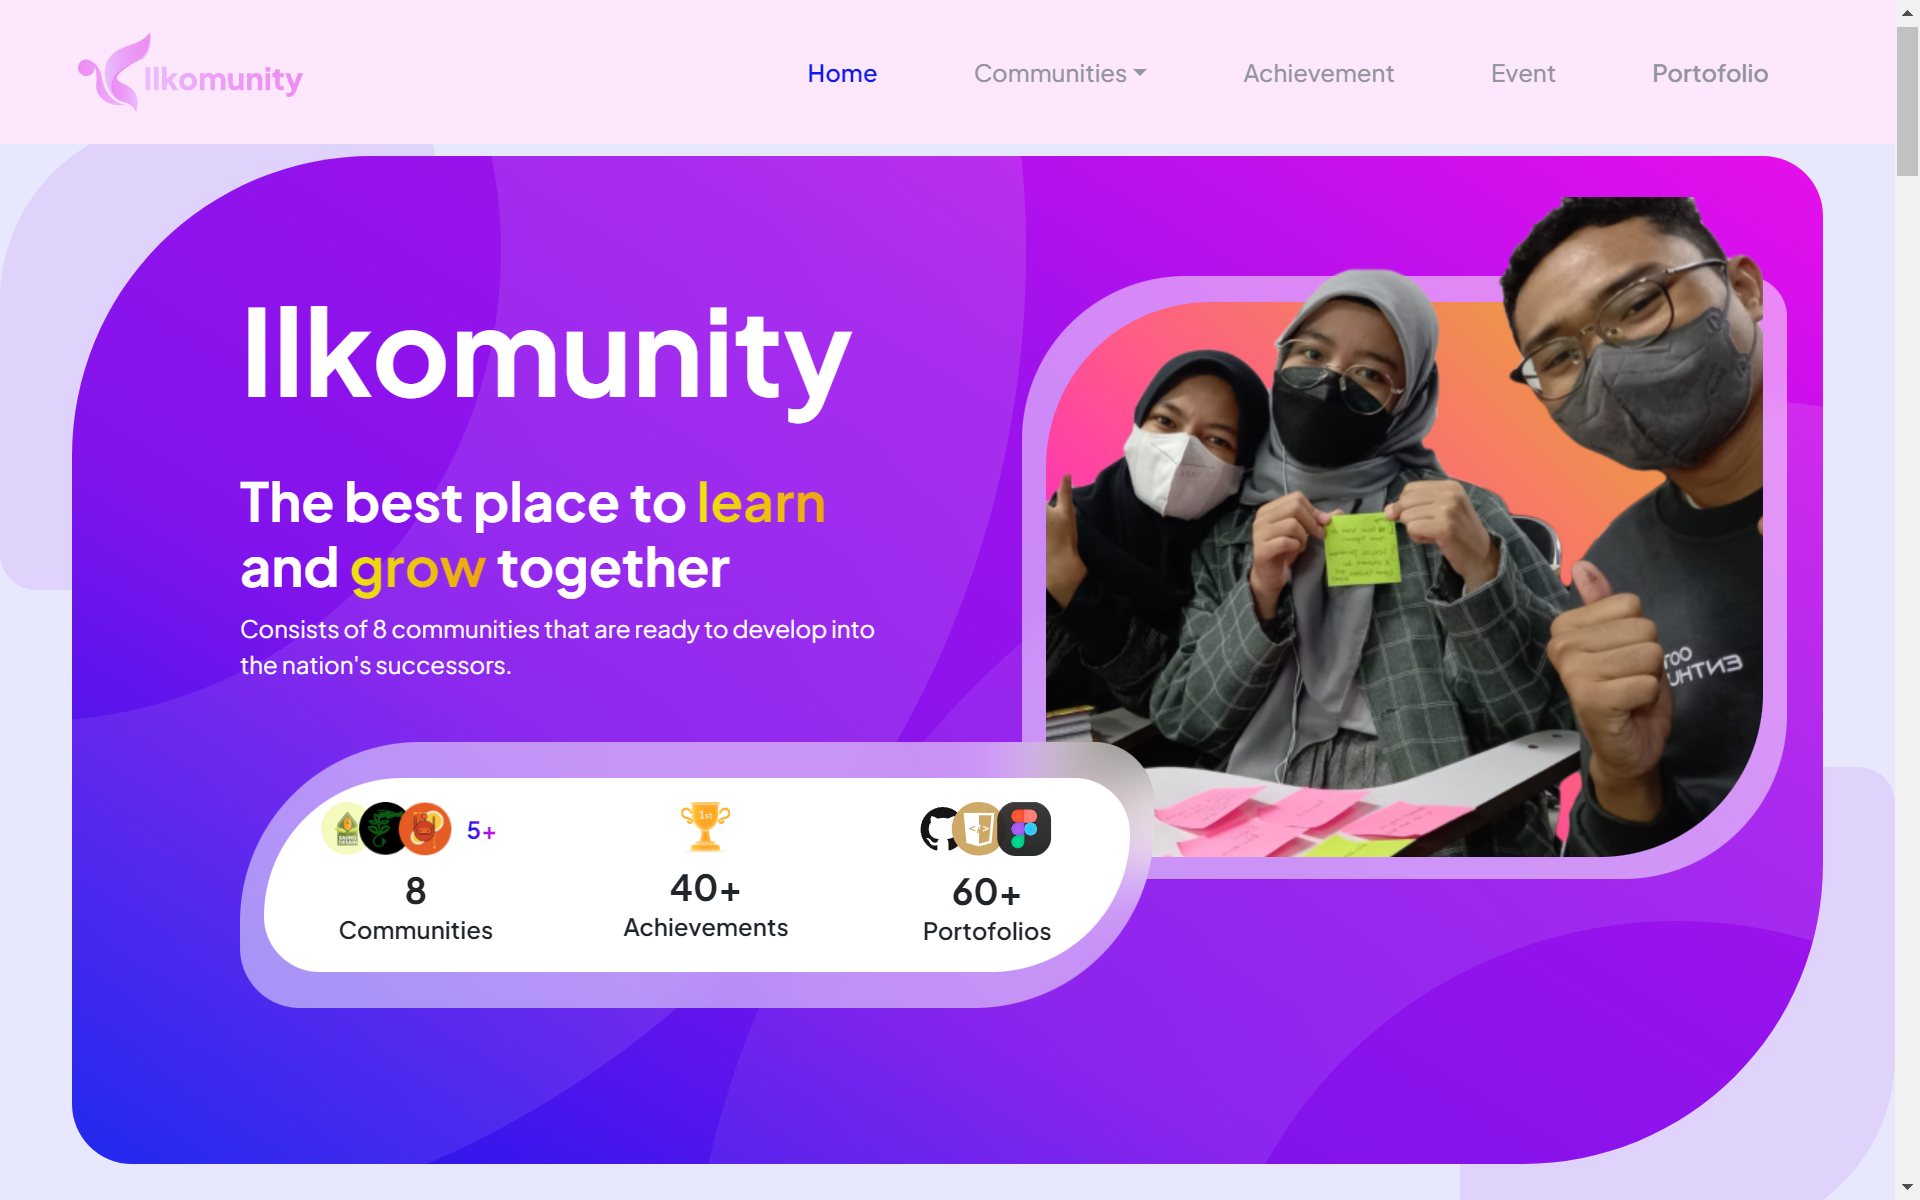 Ilkomunity
Home
Communities
Achievement
Event
Portofolio
Ilkomunity
The best place to learn
and grow together
Consists of 8 communities that are ready to develop into
the nation's successors.
5+
8
Communities
1st
40+
Achievements
</>
60+
Portofolios